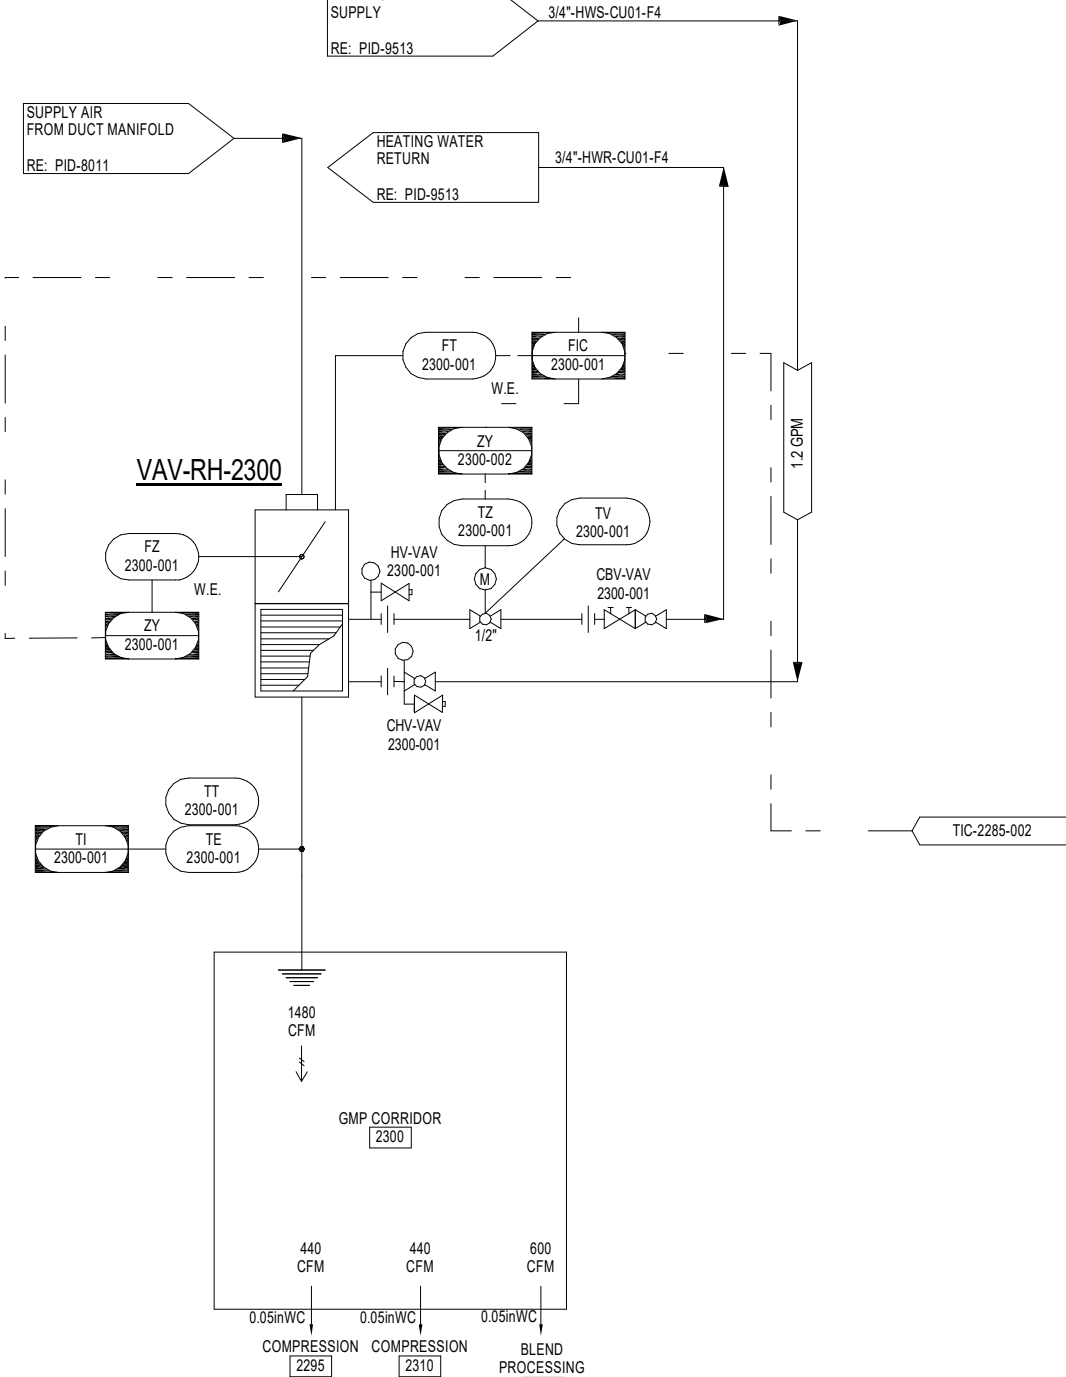 SUPPLY
RE: PID-9513
3/4"-HWS-CU01-F4
SUPPLY AIR
FROM DUCT MANIFOLD
RE: PID-8011
HEATING WATER
RETURN
RE: PID-9513
3/4"-HWR-CU01-F4
FT
2300-001
FIC
2300-001
W.E.
1.2 GPM
ZY
2300-002
VAV-RH-2300
TZ
2300-001
TV
2300-001
FZ
2300-001
W.E.
HV-VAV
2300-001
M
CBV-VAV
2300-001
ZY
2300-001
1/2"
CHV-VAV
2300-001
TT
2300-001
TI
2300-001
TE
2300-001
TIC-2285-002
1480
CFM
GMP CORRIDOR
2300
440
CFM
440
CFM
600
CFM
0.05inWC
0.05inWC
0.05inWC
COMPRESSION
2295
COMPRESSION
2310
BLEND
PROCESSING